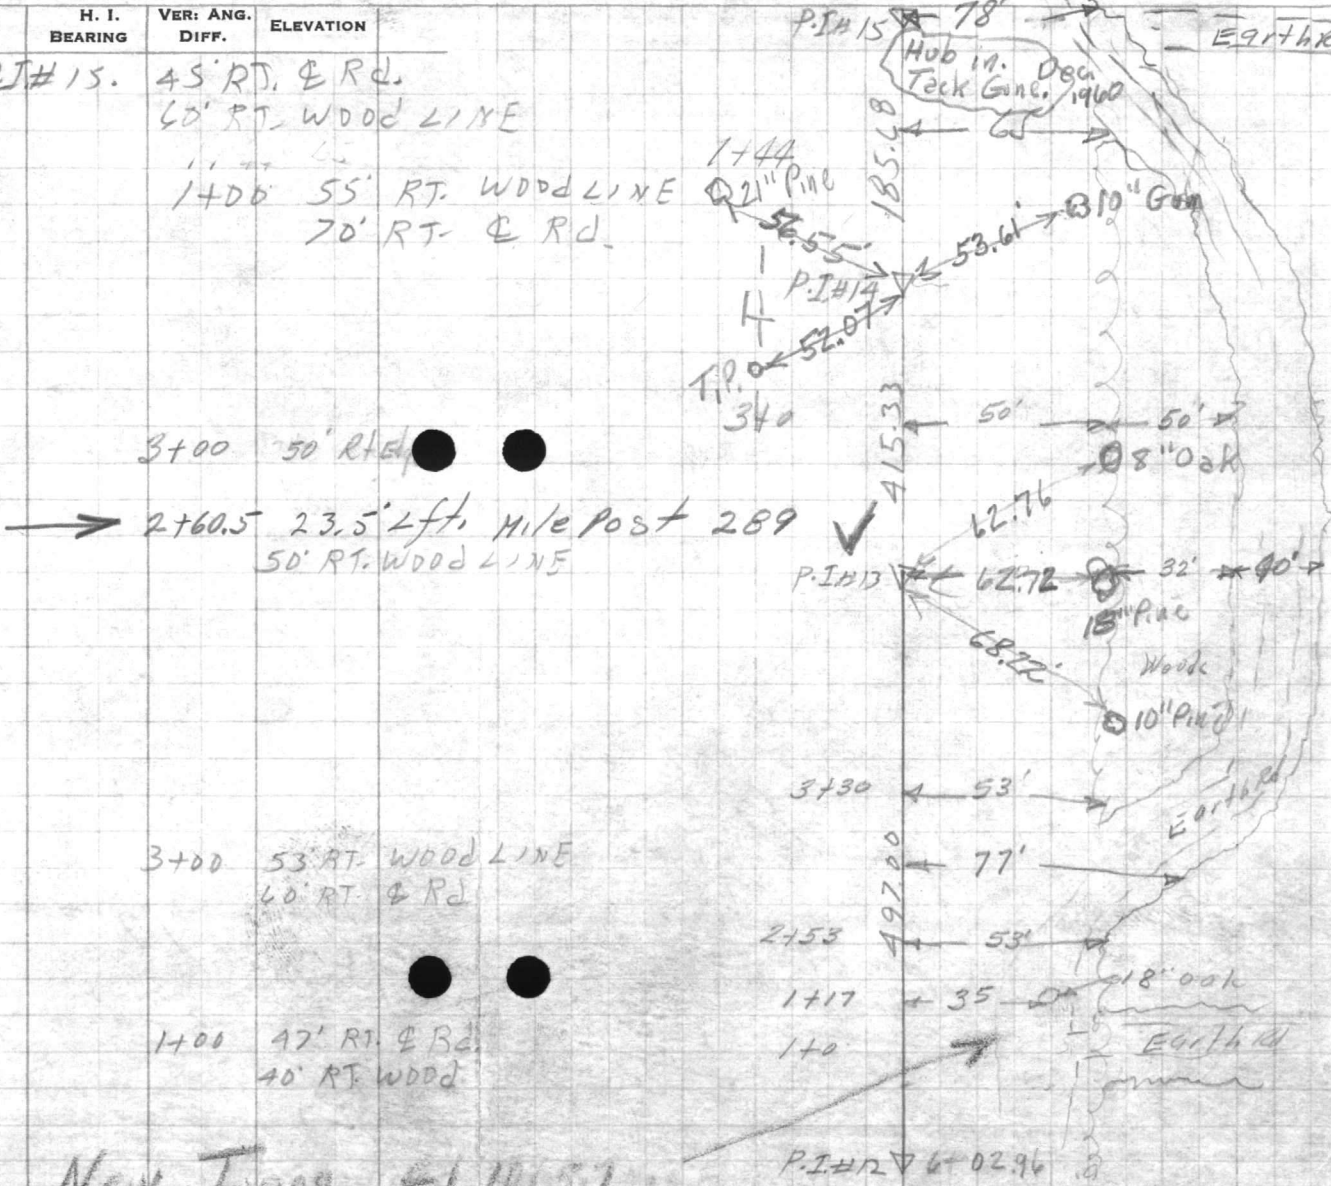 H. I.
BEARING
VER: ANG.
DIFF.
ELEVATION
#15. 45' RT. ℄ Rd.
60' RT. WOOD LINE
1+00 55' RT. WOOD LINE
70' RT. ℄ Rd.
3+00 50' Rt
2+60.5 23.5' Lft. Mile Post 289
50' RT. WOOD LINE
3+00 53' RT. WOOD LINE
60' RT. ℄ Rd
1+00 47' RT. ℄ Rd.
40' RT. WOOD
New
P.I#15 78'
Hub in. Dec.
Tack Gone. 1960
185.68
65'
1+44
21" Pine
10" Gum
56.55'
53.61'
P.I#14
52.07
T.P.
3+0
415.33
50' 50'
8" Oak
62.76
P.I#13 62.72 32' 40'
18" Pine
68.22'
Woods
10" Pine
3+30 53'
Earth Rd
77'
497.00
2+53 53'
18" Oak
1+17 35
1+0
Earth Rd
P.I.#12 6+02.96